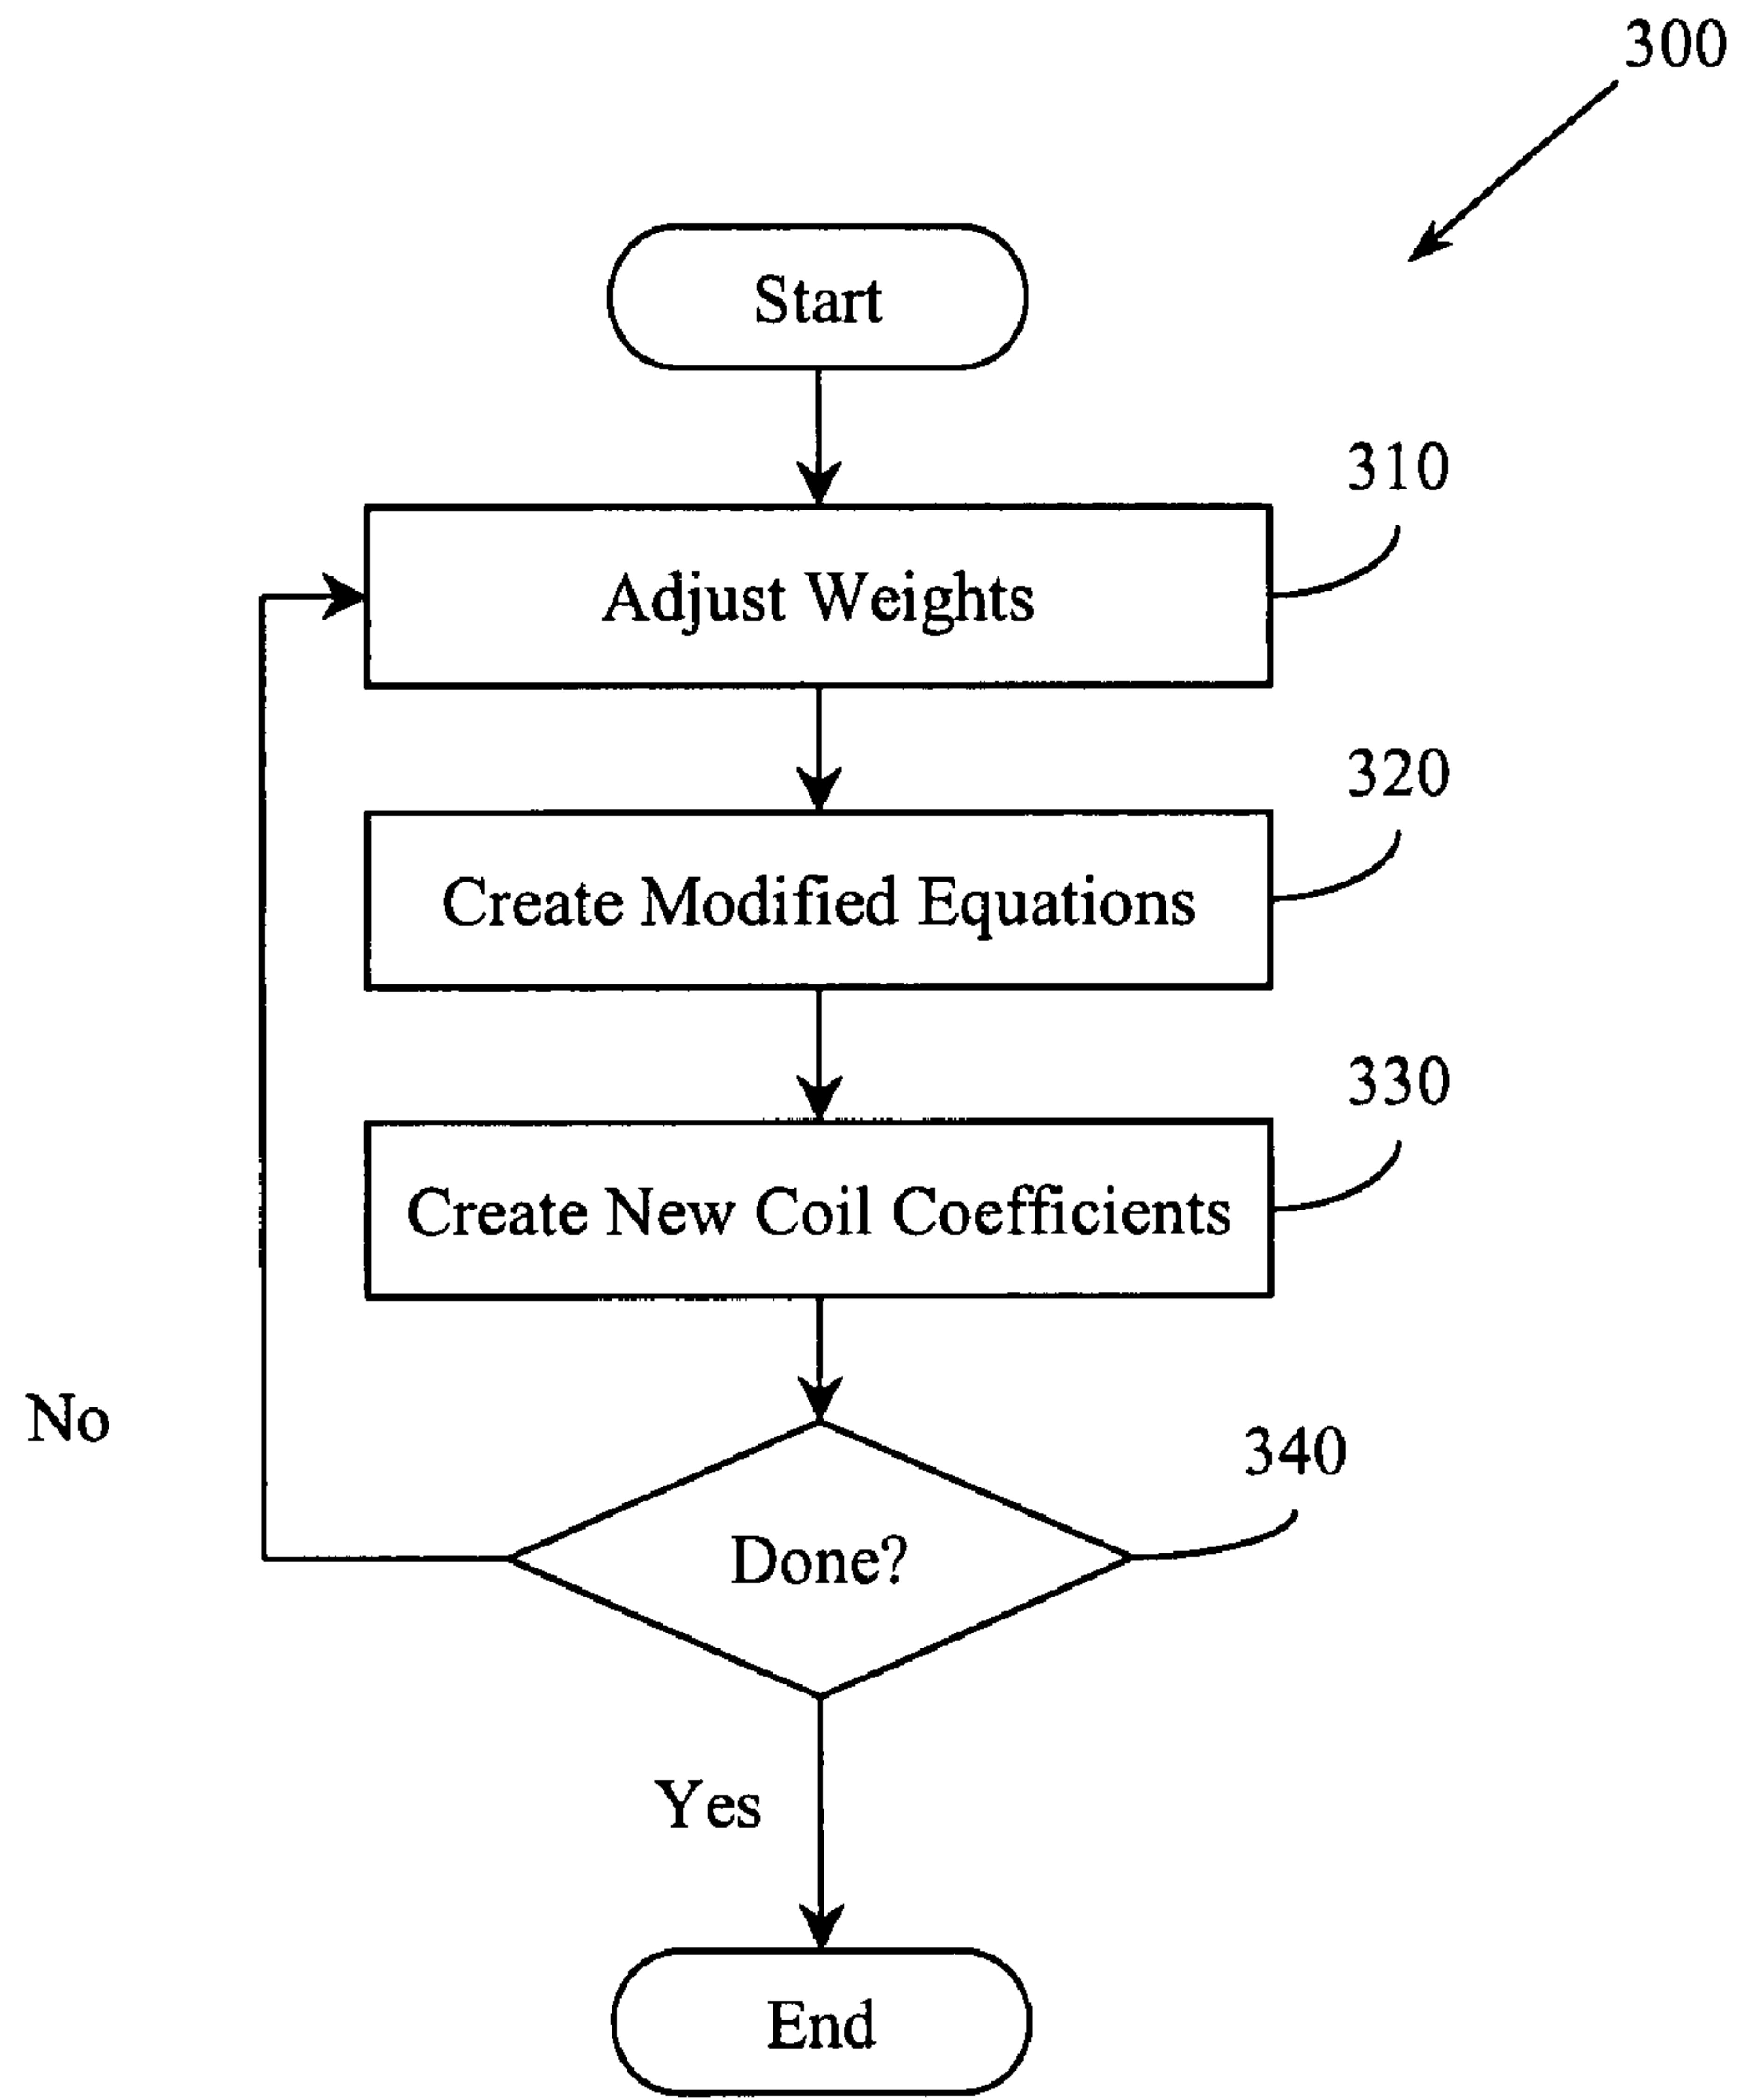 300
Start
310
Adjust Weights
320
Create Modified Equations
330
Create New Coil Coefficients
No
340
Done?
Yes
End